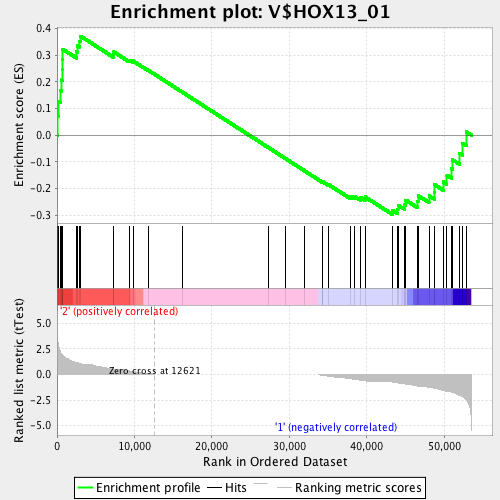 Enrichment plot: V$HOX13_01
Enrichment score (ES)
0.4
0.3
0.2
0.1
0.0
-0.1
-0.2
-0.3
'2' (positively correlated)
Ranked list metric (tTest)
5.0
2.5
0.0
-2.5
-5.0
Zero cross at 12621
'1' (negatively correlated)
0 10,000 20,000 30,000 40,000 50,000
Rank in Ordered Dataset
Enrichment profile Hits Ranking metric scores